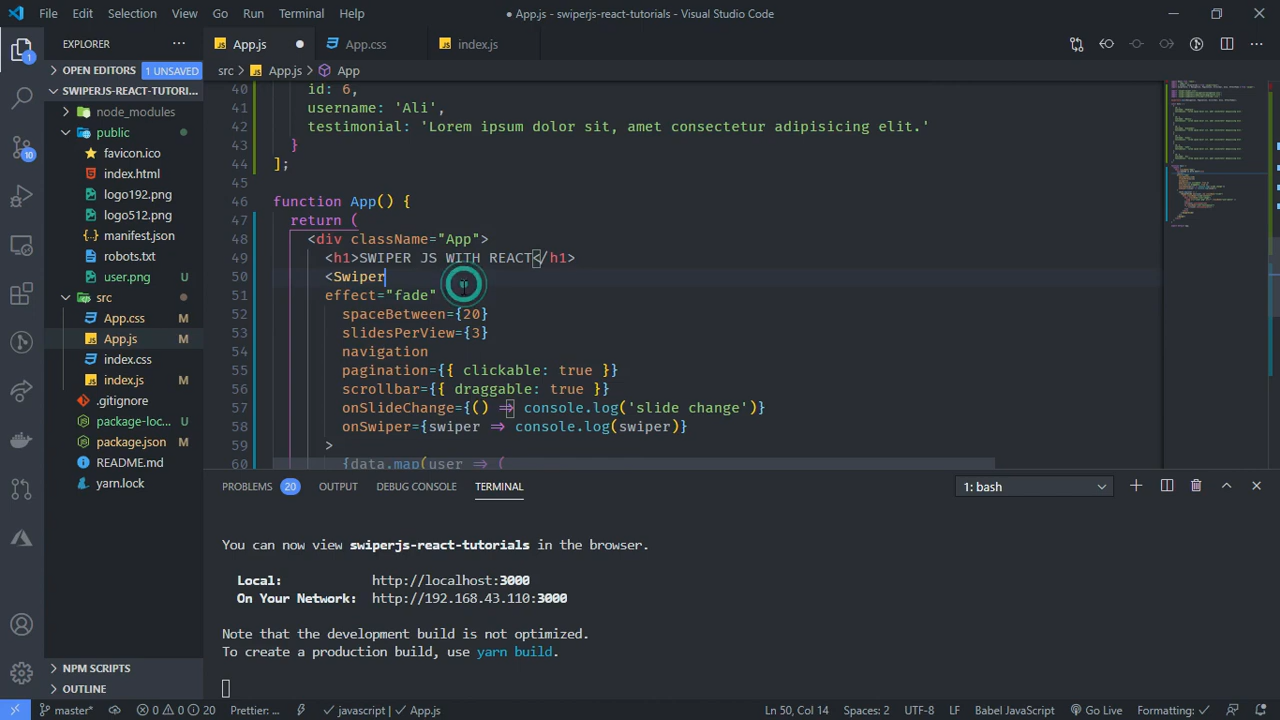 File Edit Selection View Go Run Terminal Help
● App.js - swiperjs-react-tutorials - Visual Studio Code
EXPLORER
App.js
App.css
index.js
OPEN EDITORS 1 UNSAVED
src > App.js > App
SWIPERJS-REACT-TUTORI...
node_modules
public
favicon.ico
index.html
logo192.png
logo512.png
manifest.json
robots.txt
user.png
src
App.css M
App.js M
index.css
index.js M
.gitignore
package-loc... M
package.json M
README.md
yarn.lock
NPM SCRIPTS
OUTLINE
1
10
40 id: 6,
41 username: 'Ali',
42 testimonial: 'Lorem ipsum dolor sit, amet consectetur adipisicing elit.'
43 }
44 ];
45
46 function App() {
47 return (
48 <div className="App">
49 <h1>SWIPER JS WITH REACT</h1>
50 <Swiper
51 effect="fade"
52 spaceBetween={20}
53 slidesPerView={3}
54 navigation
55 pagination={{ clickable: true }}
56 scrollbar={{ draggable: true }}
57 onSlideChange={() => console.log('slide change')}
58 onSwiper={swiper => console.log(swiper)}
59 >
60 {data.map(user => (
PROBLEMS 20 OUTPUT DEBUG CONSOLE TERMINAL
1: bash
You can now view swiperjs-react-tutorials in the browser.
Local: http://localhost:3000
On Your Network: http://192.168.43.110:3000
Note that the development build is not optimized.
To create a production build, use yarn build.
master* 0 0 20 Prettier: ... javascript | App.js Ln 50, Col 14 Spaces: 2 UTF-8 LF Babel JavaScript Go Live Formatting: